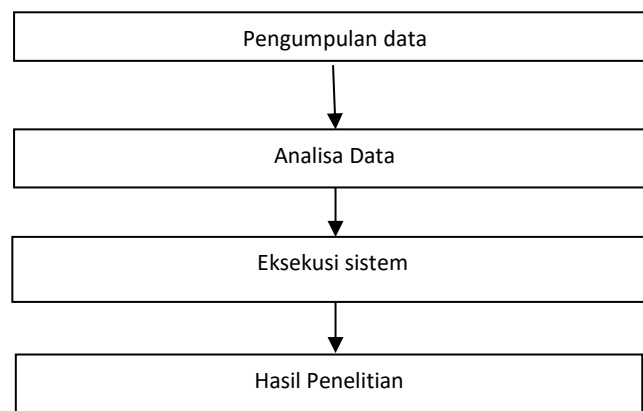 Pengumpulan data
Analisa Data
Eksekusi sistem
Hasil Penelitian